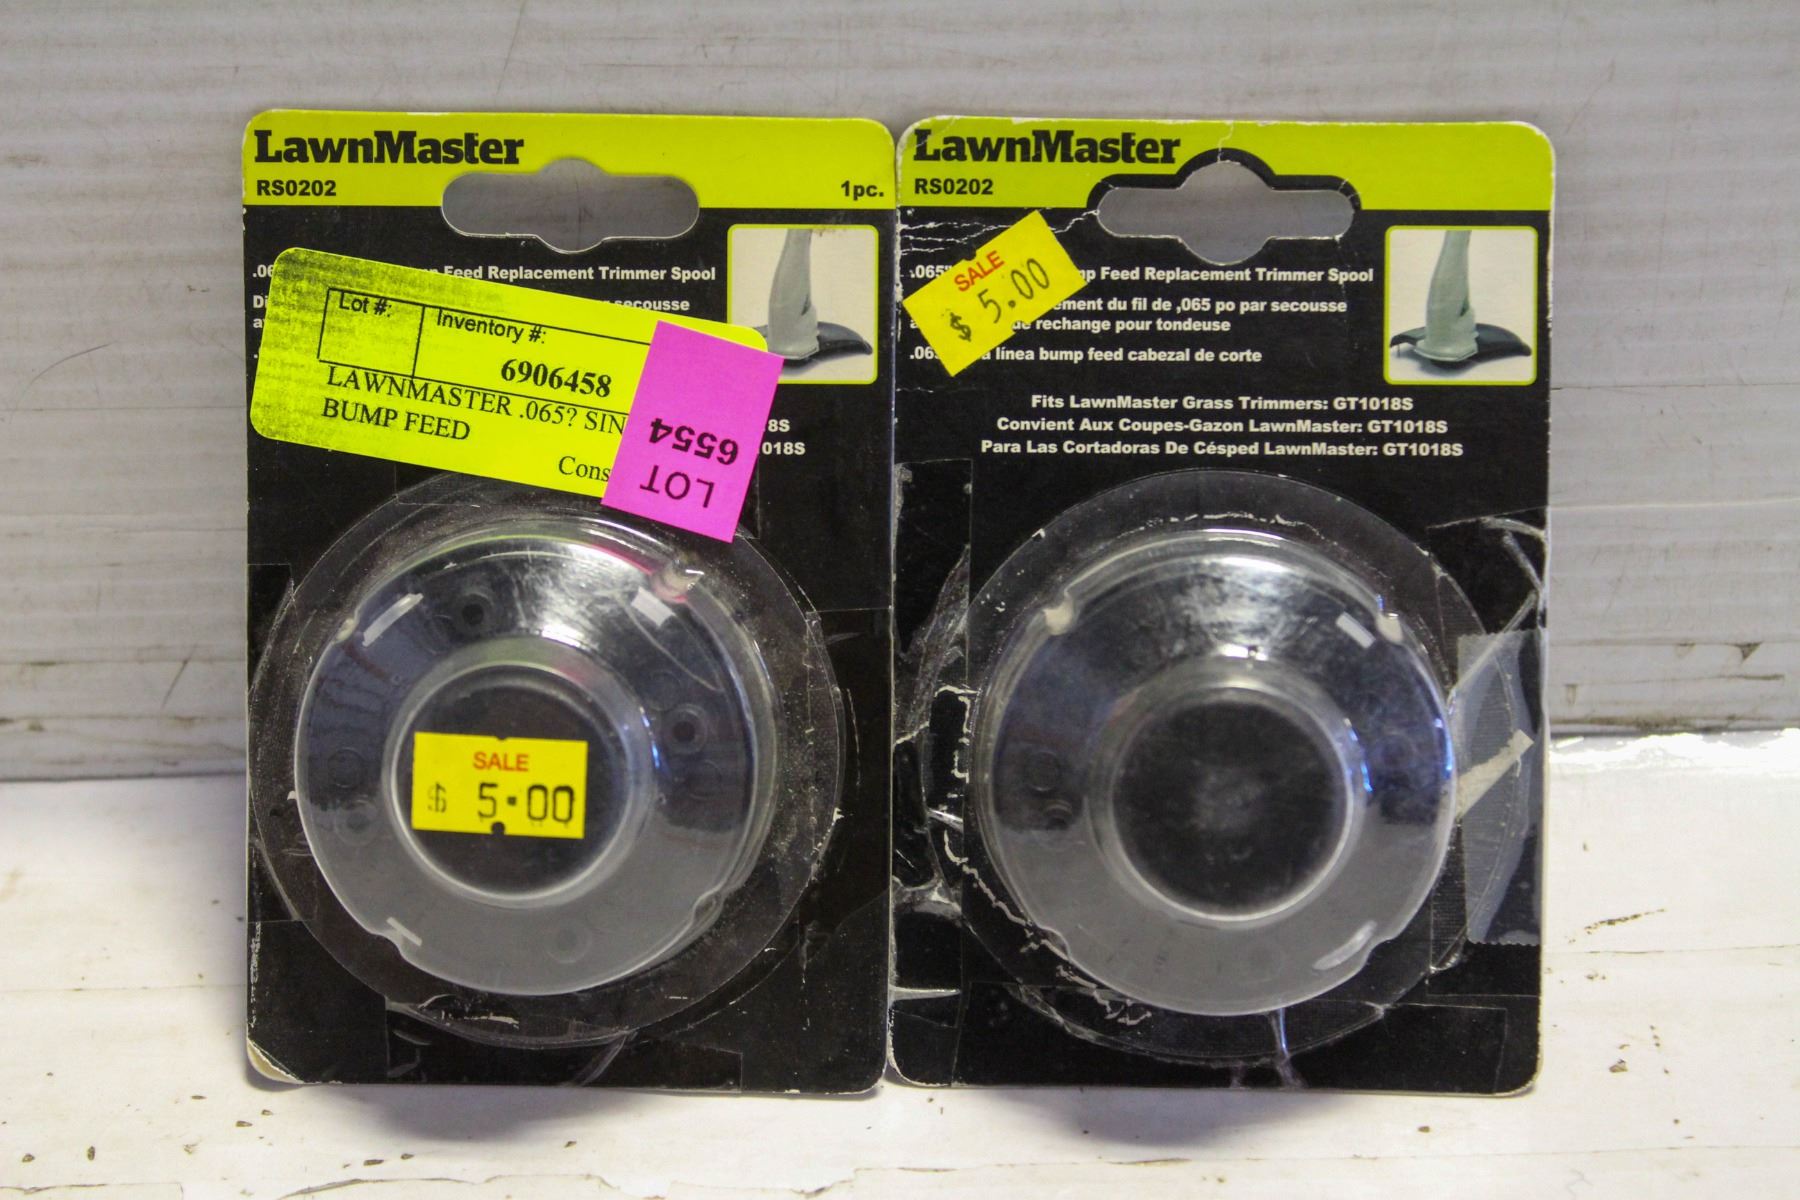 LawnMaster
RS0202
1pc.
Feed Replacement Trimmer Spool
secousse
Lot #:
Inventory #:
6906458
LAWNMASTER .065? SIN
BUMP FEED
Cons
LOT
6554
8S
018S
SALE
$ 5.00
LawnMaster
RS0202
SALE
$ 5.00
.065" mp Feed Replacement Trimmer Spool
ement du fil de ,065 po par secousse
de rechange pour tondeuse
.06 línea bump feed cabezal de corte
Fits LawnMaster Grass Trimmers: GT1018S
Convient Aux Coupes-Gazon LawnMaster: GT1018S
Para Las Cortadoras De Césped LawnMaster: GT1018S